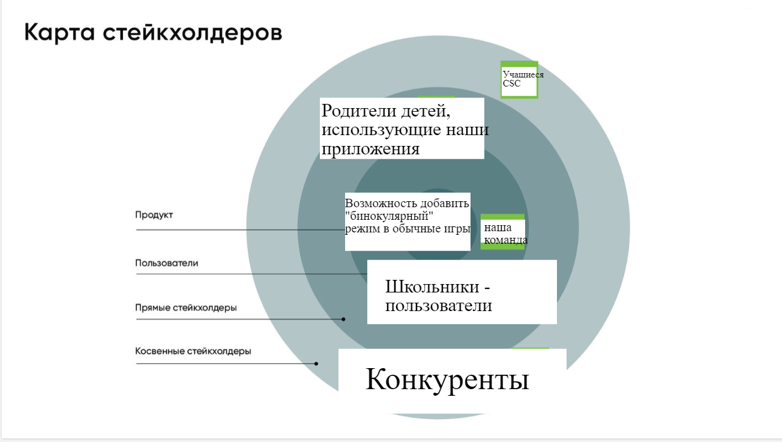 Карта стейкхолдеров
Учащиеся
CSC
Родители детей,
использующие наши
приложения
Возможность добавить
"бинокулярный"
режим в обычные игры
наша
команда
Продукт
Пользователи
Школьники -
пользователи
Прямые стейкхолдеры
Косвенные стейкхолдеры
Конкуренты